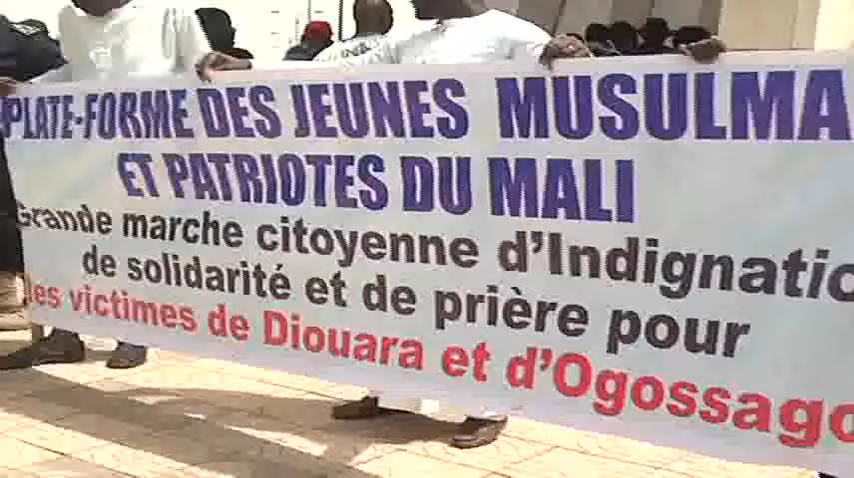 PLATE-FORME DES JEUNES MUSULMA
ET PATRIOTES DU MALI
Grande marche citoyenne d'Indignatio
de solidarité et de prière pour
les victimes de Diouara et d'Ogossago